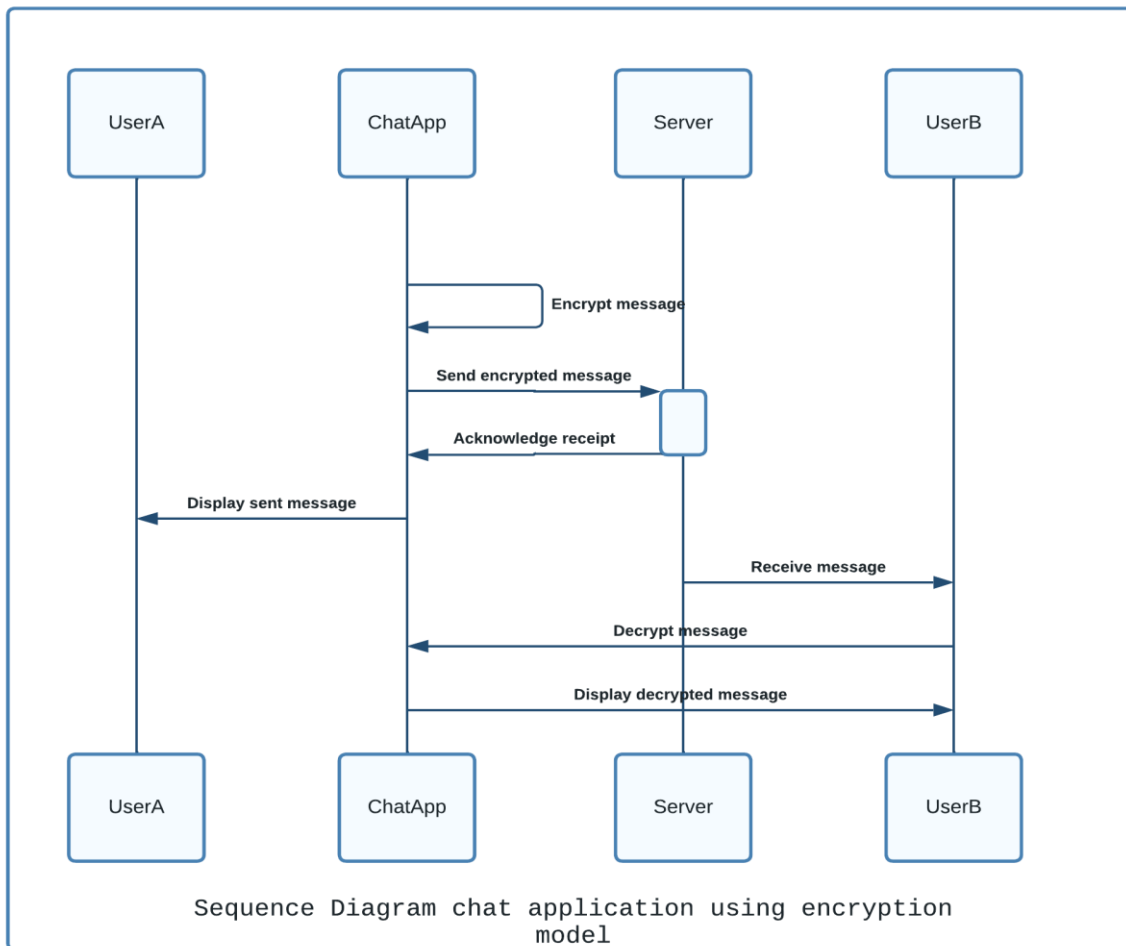 UserA
ChatApp
Server
UserB
Encrypt message
Send encrypted message
Acknowledge receipt
Display sent message
Receive message
Decrypt message
Display decrypted message
UserA
ChatApp
Server
UserB
Sequence Diagram chat application using encryption
model